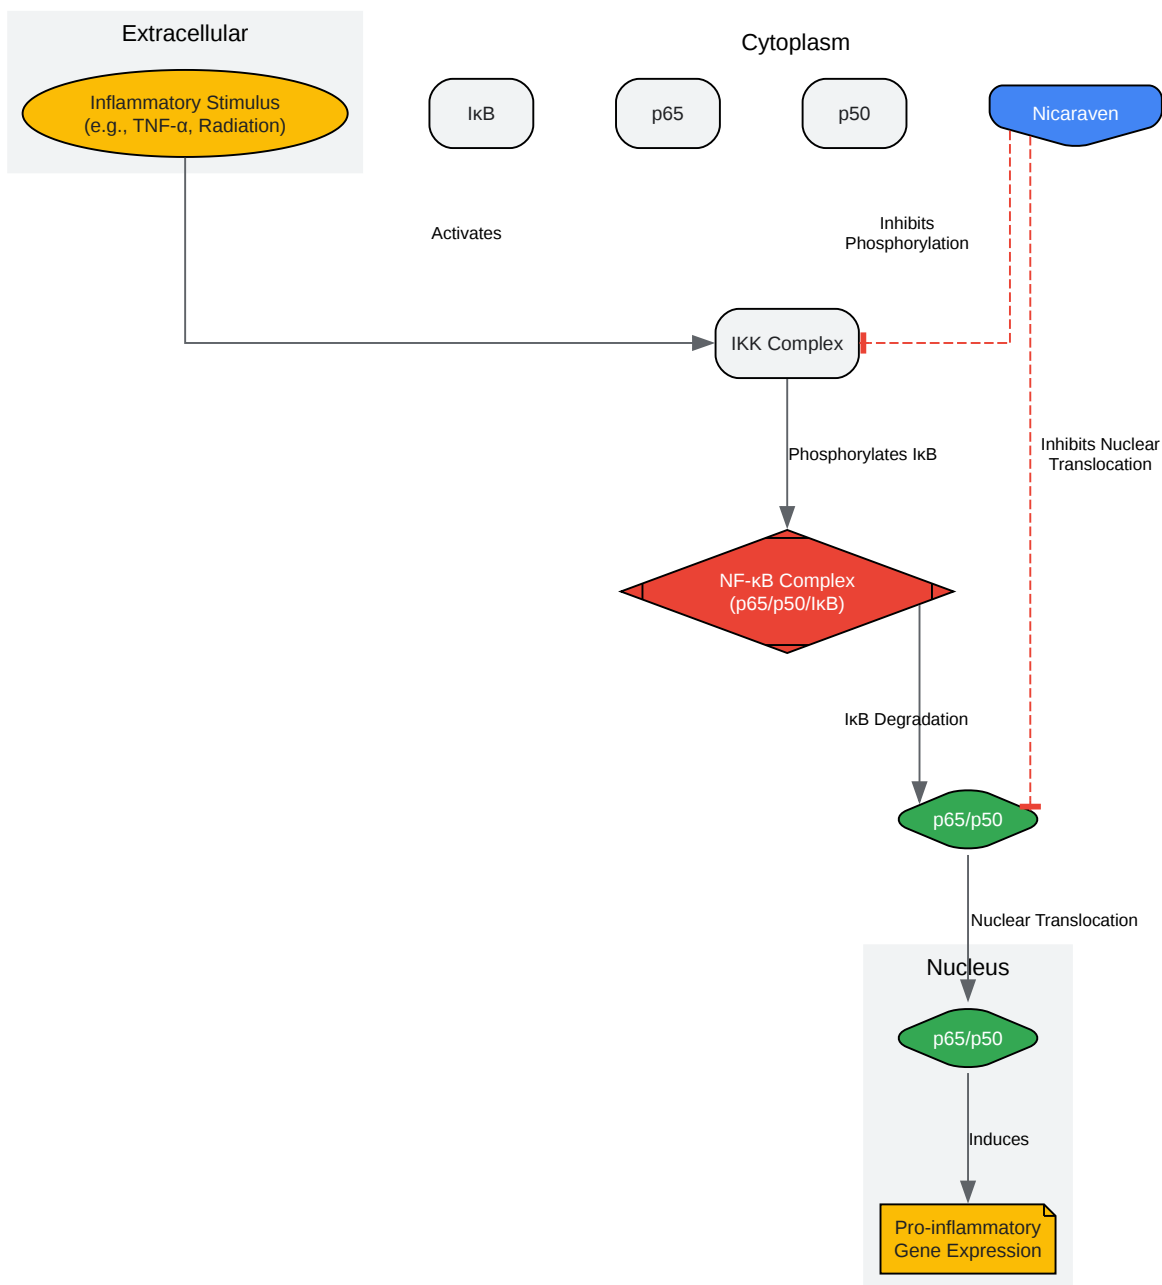 Extracellular
Cytoplasm
Inflammatory Stimulus
(e.g., TNF-α, Radiation)
IκB
p65
p50
Nicaraven
Activates
Inhibits
Phosphorylation
IKK Complex
Phosphorylates IκB
Inhibits Nuclear
Translocation
NF-κB Complex
(p65/p50/IκB)
IκB Degradation
p65/p50
Nuclear Translocation
Nucleus
p65/p50
Induces
Pro-inflammatory
Gene Expression